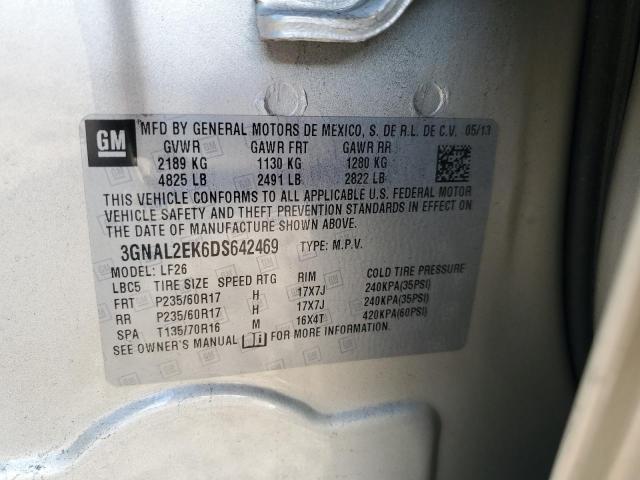 GM MFD BY GENERAL MOTORS DE MEXICO, S. DE R.L. DE C.V. 05/13
GVWR GAWR FRT GAWR RR
2189 KG 1130 KG 1280 KG
4825 LB 2491 LB 2822 LB
THIS VEHICLE CONFORMS TO ALL APPLICABLE U.S. FEDERAL MOTOR
VEHICLE SAFETY AND THEFT PREVENTION STANDARDS IN EFFECT ON
THE DATE OF MANUFACTURE SHOWN ABOVE.
3GNAL2EK6DS642469 TYPE: M.P.V.
MODEL: LF26
LBC5 TIRE SIZE SPEED RTG RIM COLD TIRE PRESSURE
FRT P235/60R17 H 17X7J 240KPA(35PSI)
RR P235/60R17 H 17X7J 240KPA(35PSI)
SPA T135/70R16 M 16X4T 420KPA(60PSI)
SEE OWNER'S MANUAL FOR MORE INFORMATION.